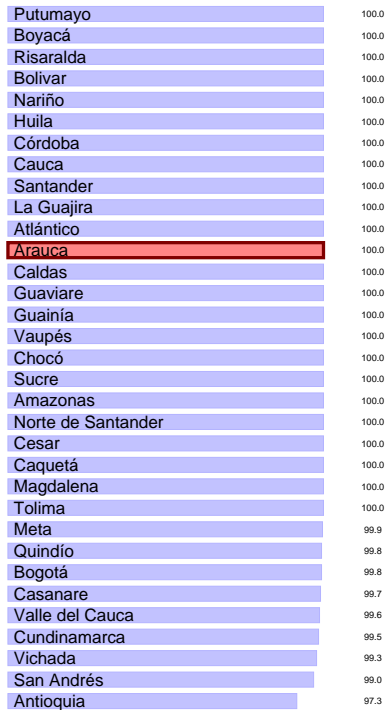 Putumayo 100.0
Boyacá 100.0
Risaralda 100.0
Bolivar 100.0
Nariño 100.0
Huila 100.0
Córdoba 100.0
Cauca 100.0
Santander 100.0
La Guajira 100.0
Atlántico 100.0
Arauca 100.0
Caldas 100.0
Guaviare 100.0
Guainía 100.0
Vaupés 100.0
Chocó 100.0
Sucre 100.0
Amazonas 100.0
Norte de Santander 100.0
Cesar 100.0
Caquetá 100.0
Magdalena 100.0
Tolima 100.0
Meta 99.9
Quindío 99.8
Bogotá 99.8
Casanare 99.7
Valle del Cauca 99.6
Cundinamarca 99.5
Vichada 99.3
San Andrés 99.0
Antioquia 97.3